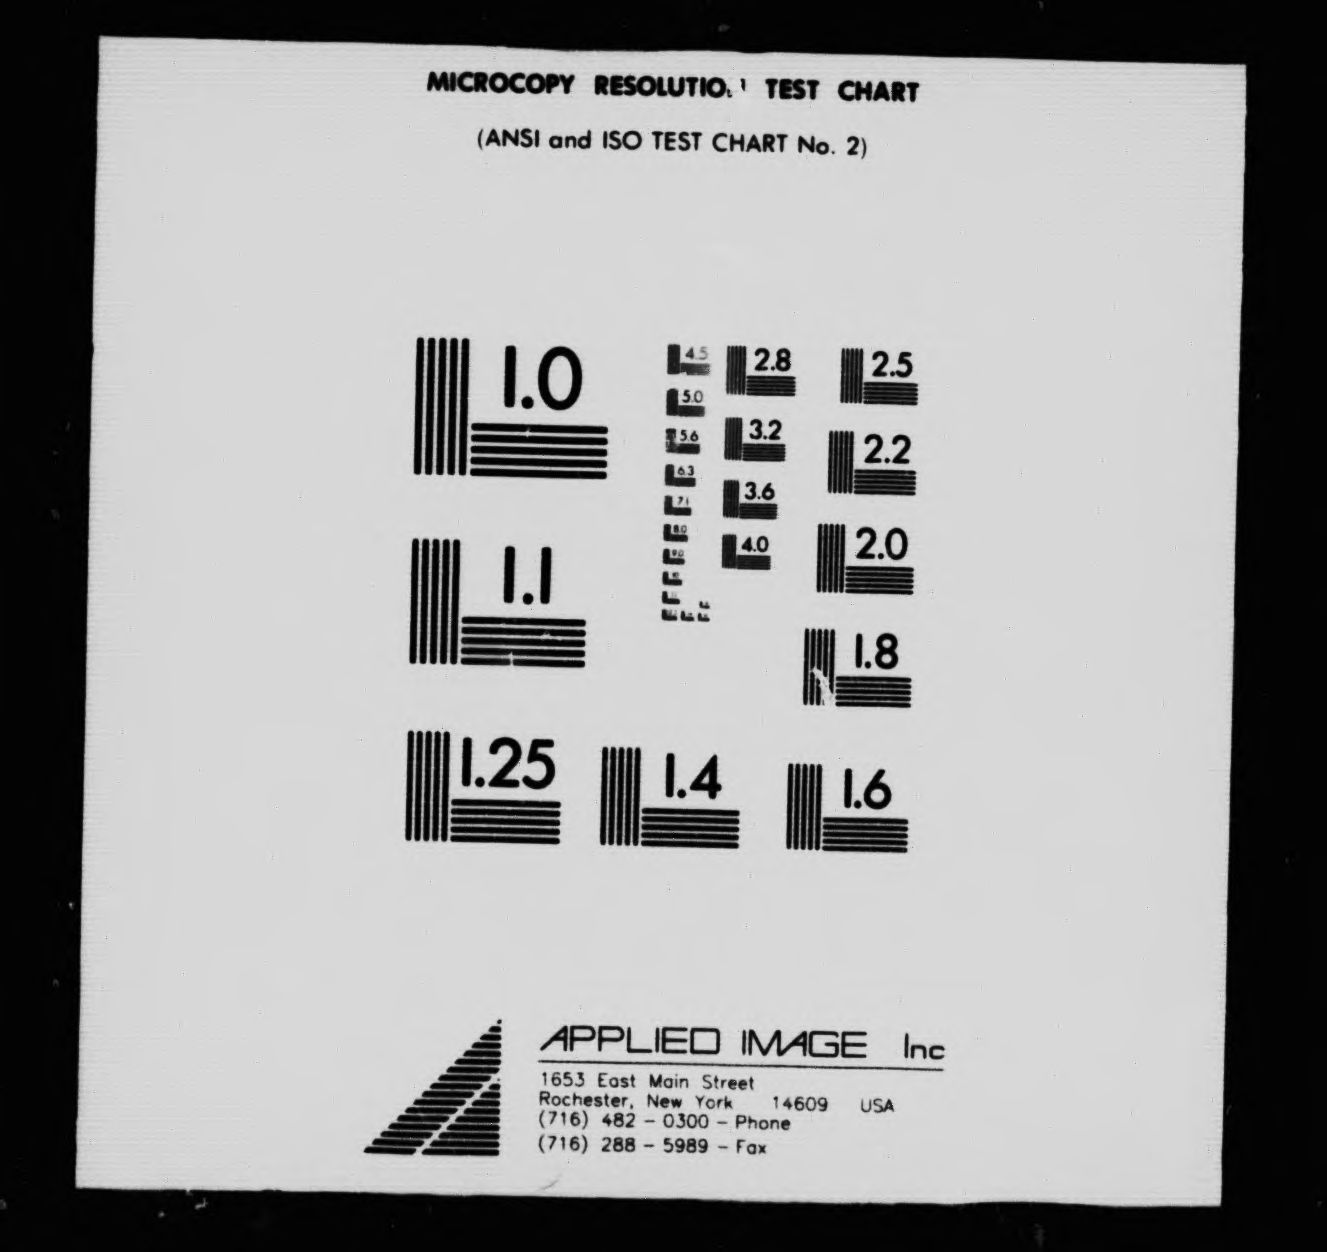 MICROCOPY RESOLUTION TEST CHART
(ANSI and ISO TEST CHART No. 2)
1.0
4.5
2.8
2.5
5.0
3.2
2.2
5.6
6.3
3.6
7.1
2.0
8.0
4.0
9.0
1.1
1.8
1.25
1.4
1.6
APPLIED IMAGE Inc
1653 East Main Street
Rochester, New York 14609 USA
(716) 482 - 0300 - Phone
(716) 288 - 5989 - Fax